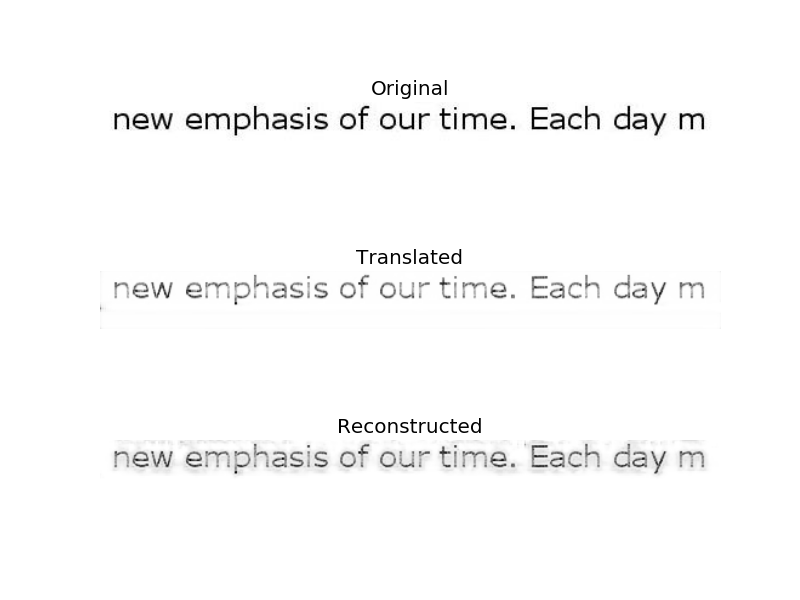 Original
new emphasis of our time. Each day m
Translated
new emphasis of our time. Each day m
Reconstructed
new emphasis of our time. Each day m